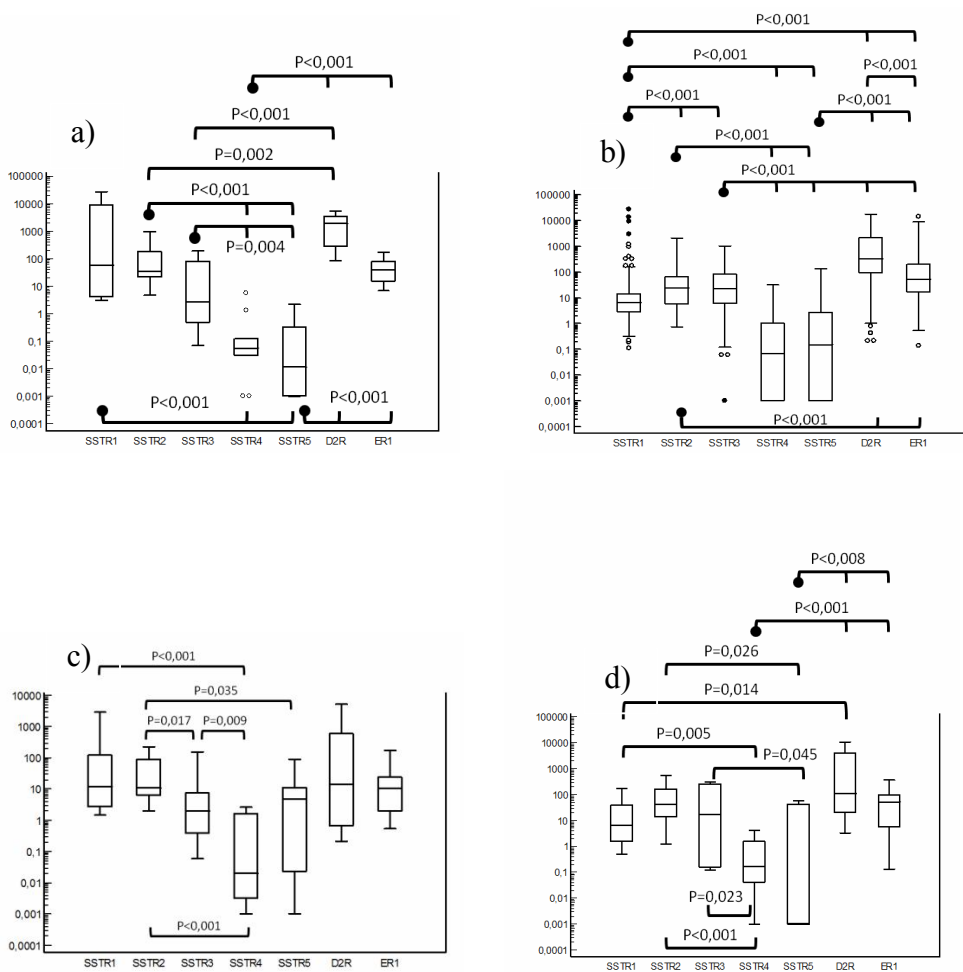 a)
P<0,001
P<0,001
P=0,002
P<0,001
P=0,004
100000
10000
1000
100
10
1
0,1
0,01
0,001
0,0001
P<0,001
P<0,001
SSTR1 SSTR2 SSTR3 SSTR4 SSTR5 D2R ER1
b)
P<0,001
P<0,001
P<0,001
P<0,001
P<0,001
P<0,001
P<0,001
100000
10000
1000
100
10
1
0,1
0,01
0,001
0,0001
P<0,001
SSTR1 SSTR2 SSTR3 SSTR4 SSTR5 D2R ER1
c)
P<0,001
P=0,035
P=0,017 P=0,009
10000
1000
100
10
1
0,1
0,01
0,001
0,0001
P<0,001
SSTR1 SSTR2 SSTR3 SSTR4 SSTR5 D2R ER1
d)
P<0,008
P<0,001
P=0,026
P=0,014
P=0,005
P=0,045
100000
10000
1000
100
10
1
0,1
0,01
0,001
0,0001
P=0,023
P<0,001
SSTR1 SSTR2 SSTR3 SSTR4 SSTR5 D2R ER1